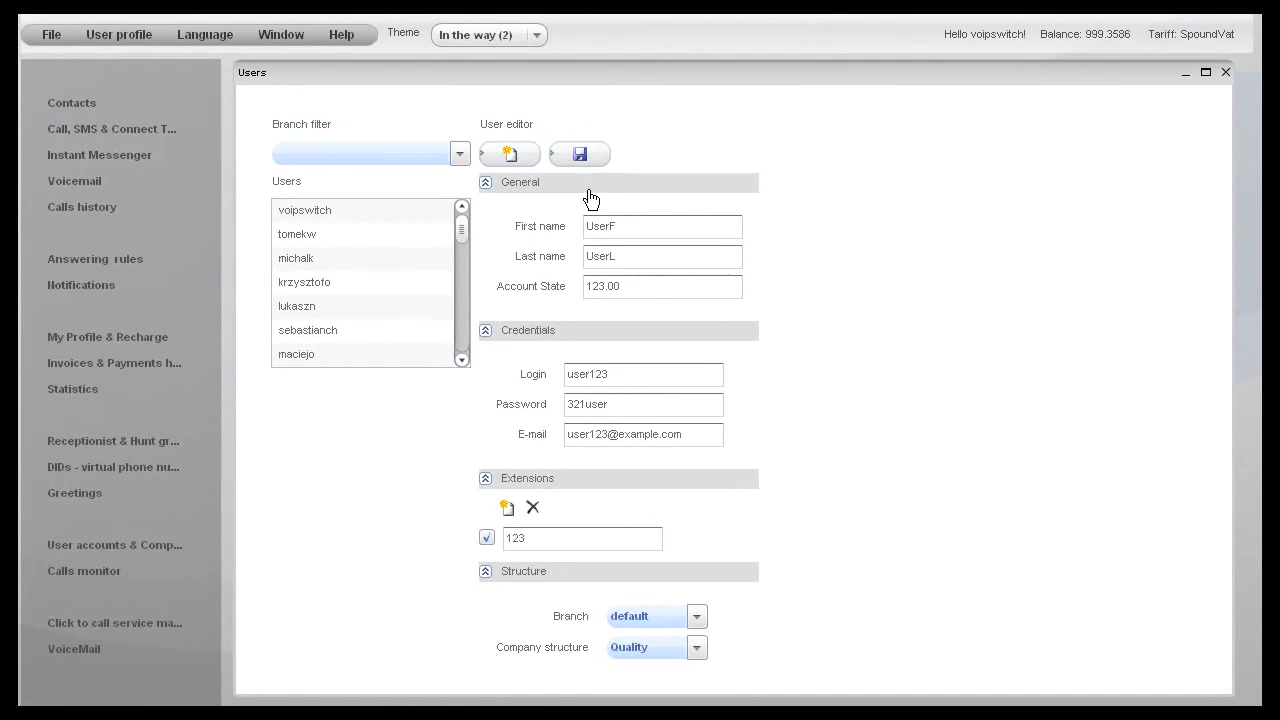 File User profile Language Window Help Theme In the way (2) Hello voipswitch! Balance: 999.3586 Tariff: SpoundVat
Contacts
Call, SMS & Connect T...
Instant Messenger
Voicemail
Calls history
Answering rules
Notifications
My Profile & Recharge
Invoices & Payments h...
Statistics
Receptionist & Hunt gr...
DIDs - virtual phone nu...
Greetings
User accounts & Comp...
Calls monitor
Click to call service ma...
VoiceMail
Users
Branch filter
Users
voipswitch
tomekw
michalk
krzysztofo
lukaszn
sebastianch
maciejo
User editor
General
First name UserF
Last name UserL
Account State 123.00
Credentials
Login user123
Password 321user
E-mail user123@example.com
Extensions
123
Structure
Branch default
Company structure Quality